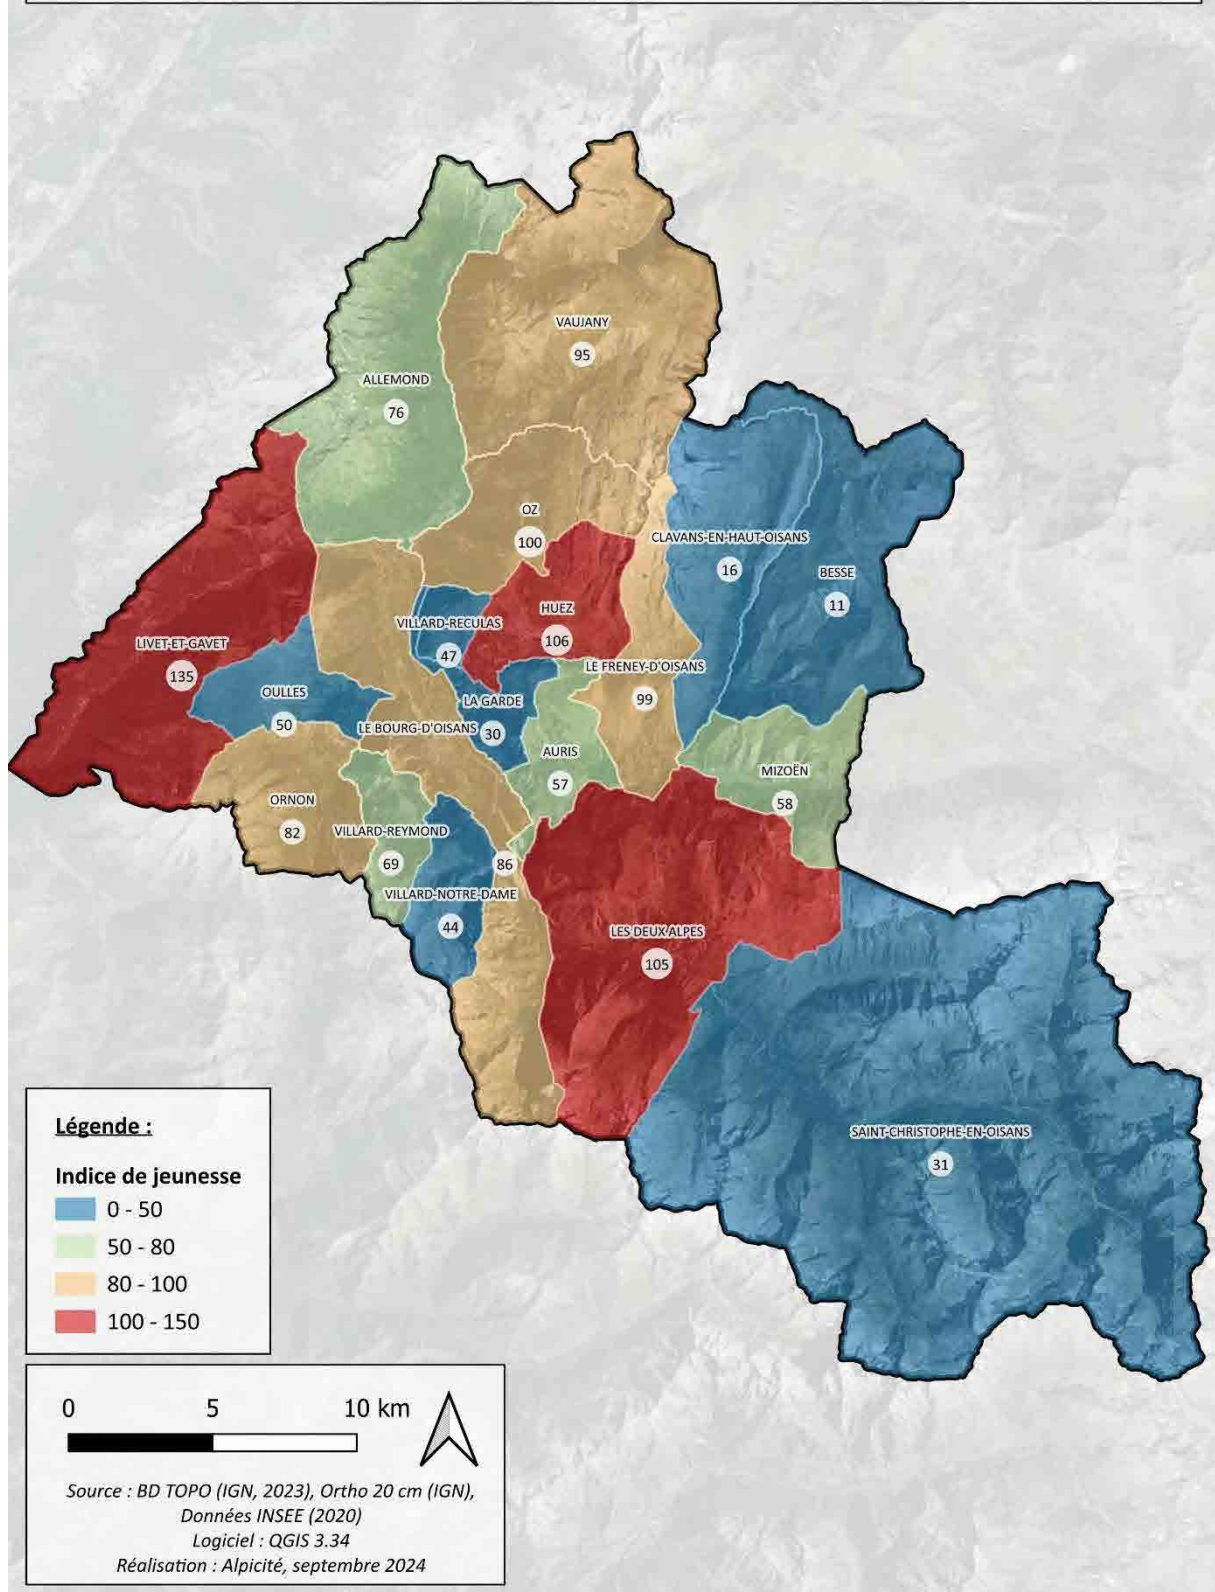 VAUJANY
95
ALLEMOND
76
OZ
100
CLAVANS-EN-HAUT-OISANS
16
BESSE
11
HUEZ
106
VILLARD-RECULAS
47
LIVET-ET-GAVET
135
LE FRENEY-D'OISANS
99
OULLES
50
LA GARDE
30
LE BOURG-D'OISANS
86
AURIS
57
MIZOËN
58
ORNON
82
VILLARD-REYMOND
69
VILLARD-NOTRE-DAME
44
LES DEUX ALPES
105
SAINT-CHRISTOPHE-EN-OISANS
31
Légende :
Indice de jeunesse
0 - 50
50 - 80
80 - 100
100 - 150
0 5 10 km
Source : BD TOPO (IGN, 2023), Ortho 20 cm (IGN),
Données INSEE (2020)
Logiciel : QGIS 3.34
Réalisation : Alpicité, septembre 2024